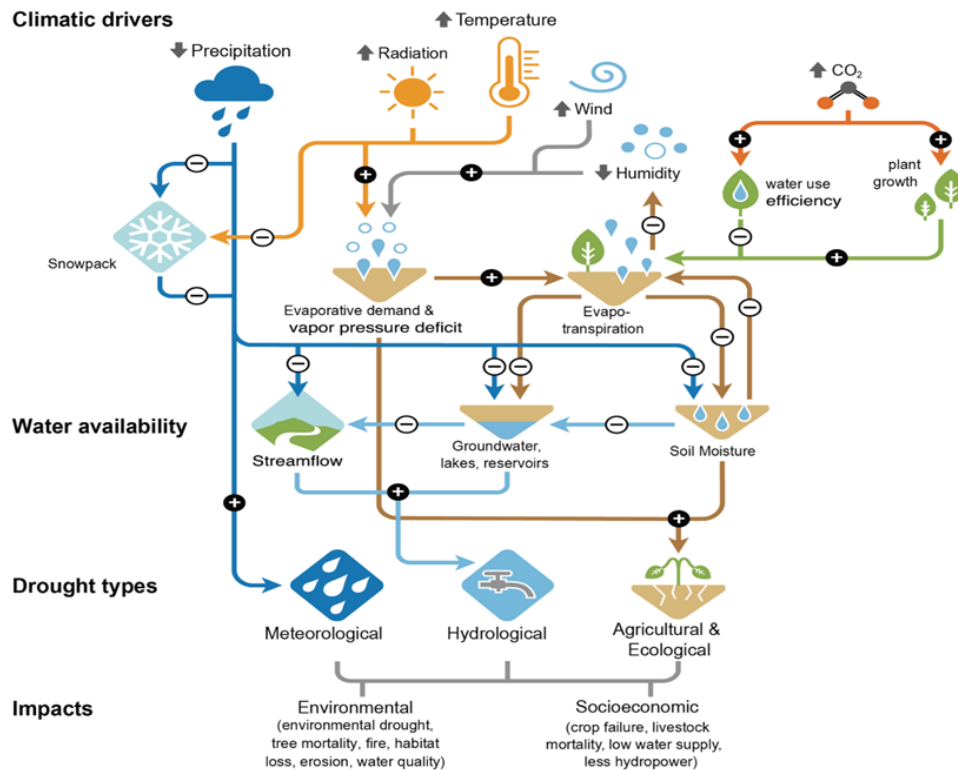 Climatic drivers
Precipitation
Radiation
Temperature
Wind
Humidity
CO₂
water use
efficiency
plant
growth
Snowpack
Evaporative demand &
vapor pressure deficit
Evapo-
transpiration
Water availability
Streamflow
Groundwater,
lakes, reservoirs
Soil Moisture
Drought types
Meteorological
Hydrological
Agricultural &
Ecological
Impacts
Environmental
(environmental drought,
tree mortality, fire, habitat
loss, erosion, water quality)
Socioeconomic
(crop failure, livestock
mortality, low water supply,
less hydropower)